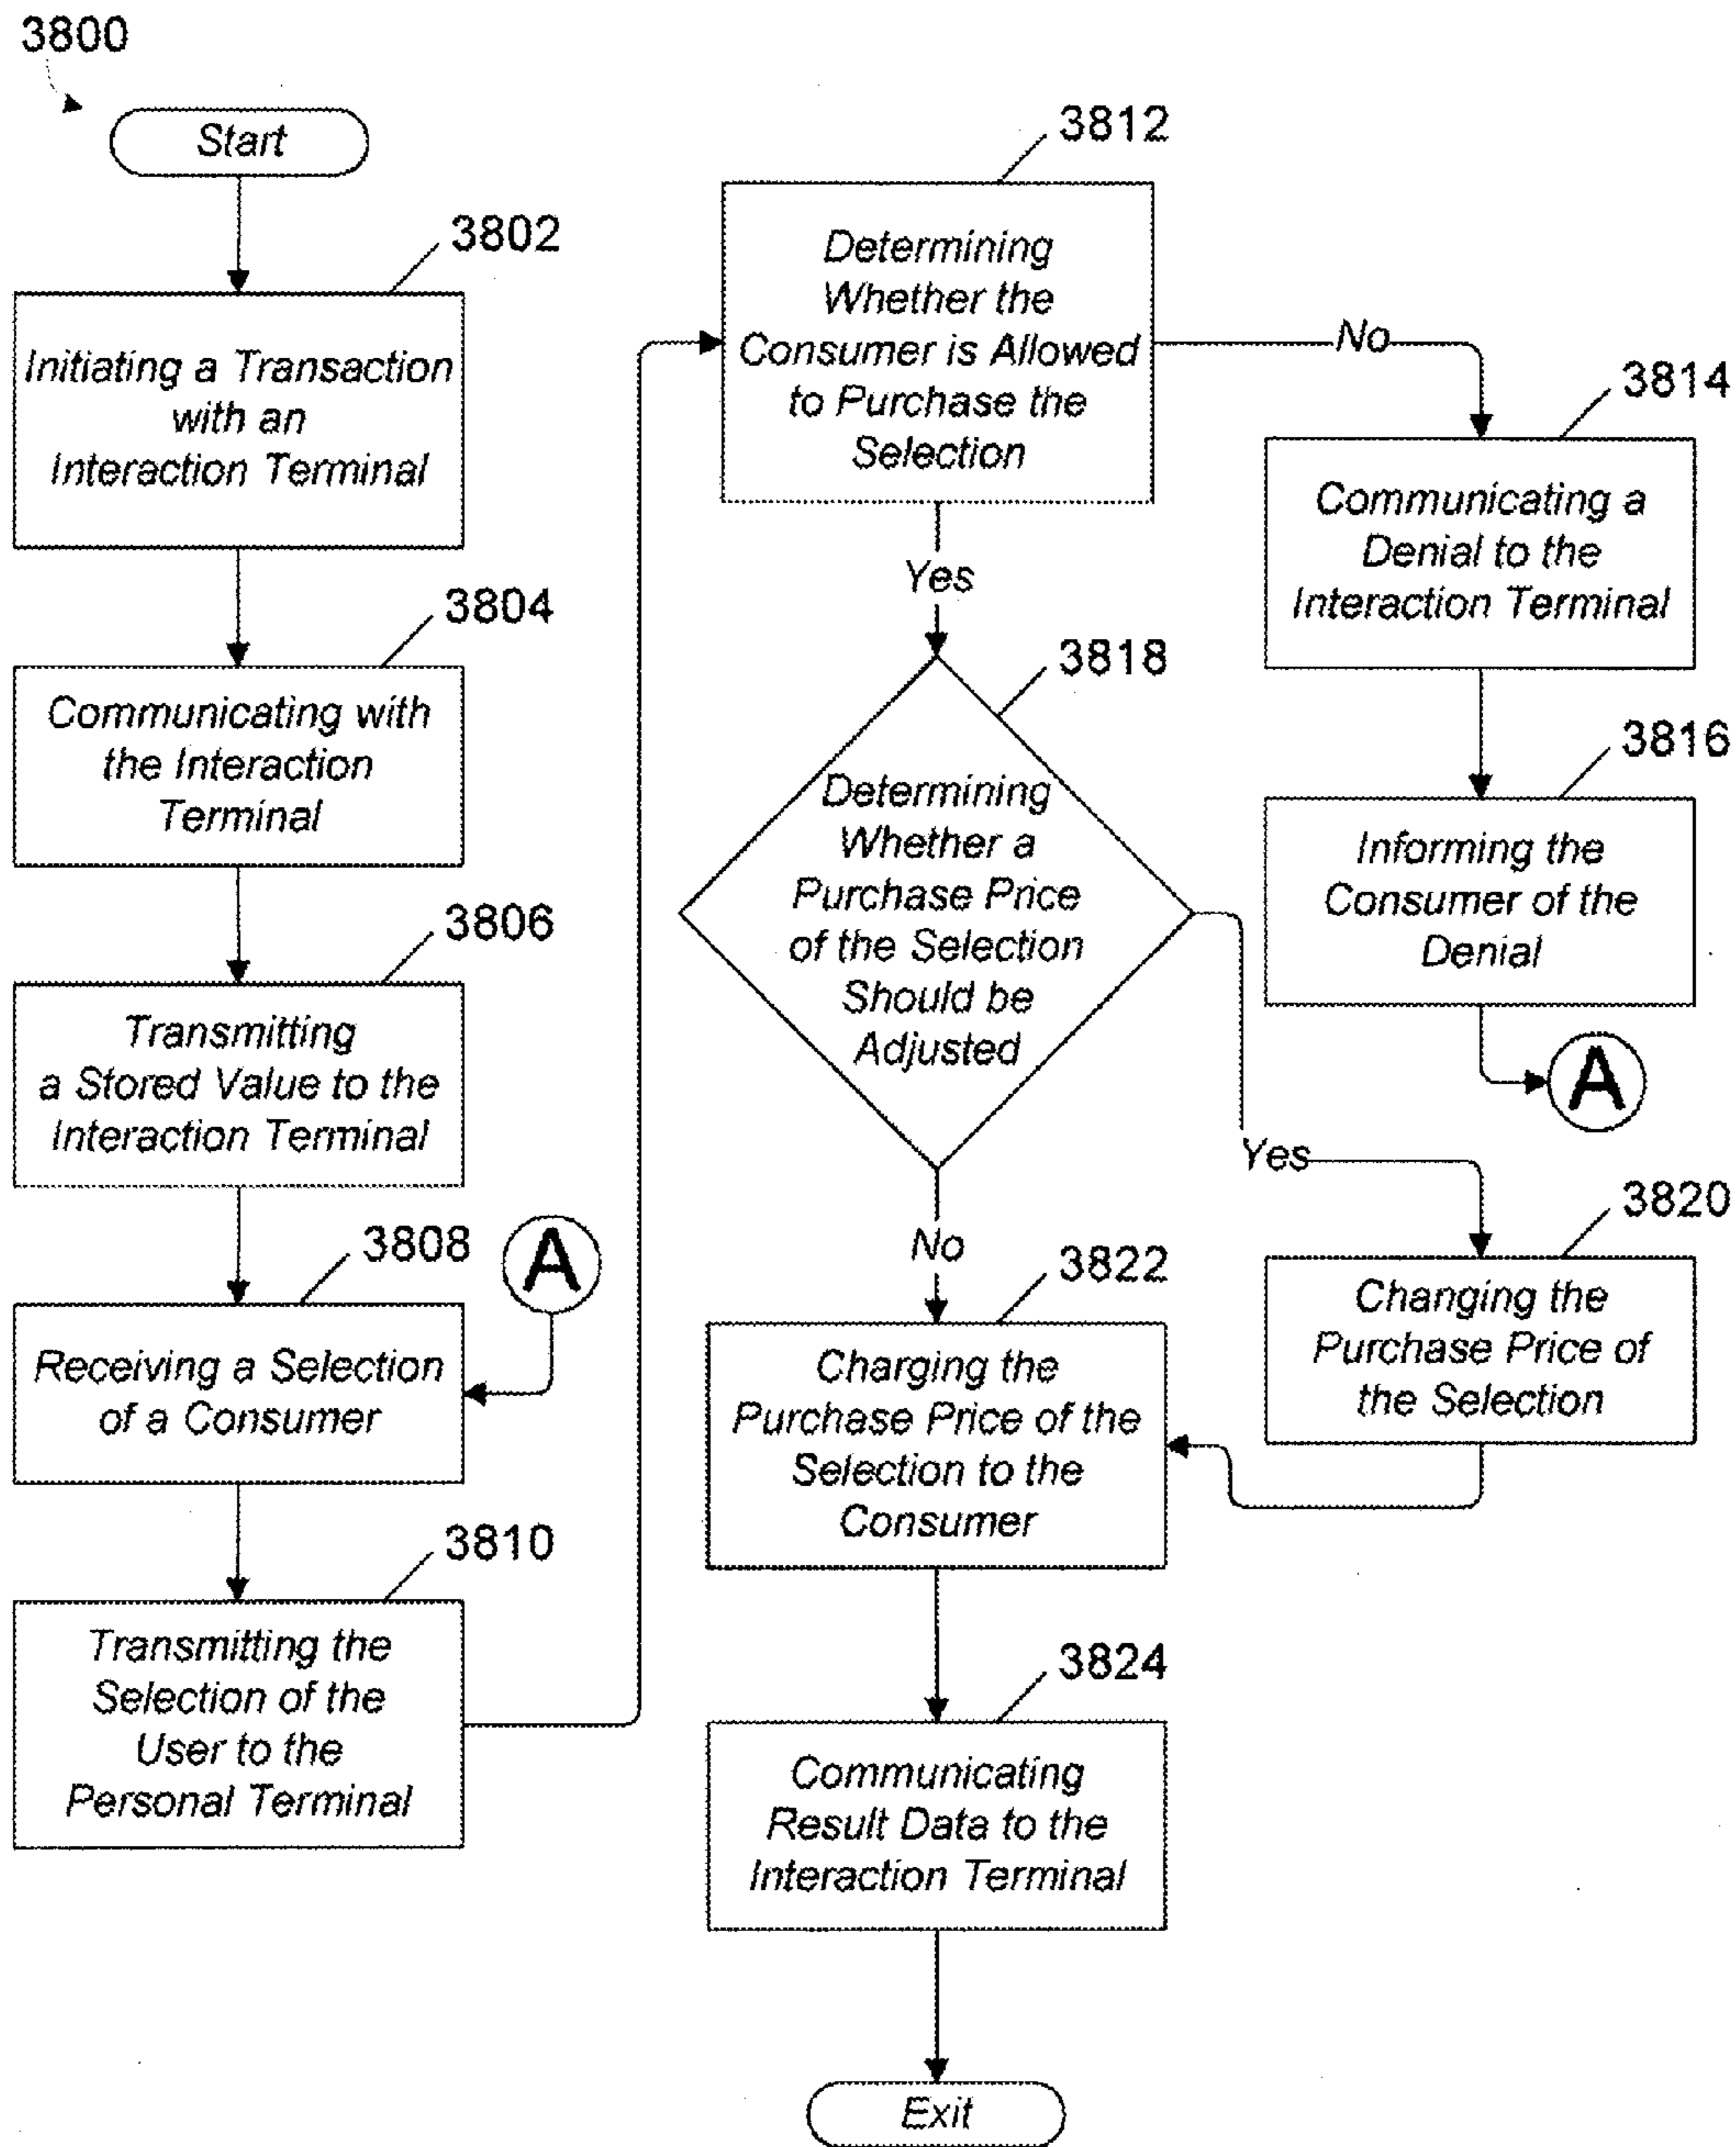 3800
Start
3802
Initiating a Transaction
with an
Interaction Terminal
3804
Communicating with
the Interaction
Terminal
3806
Transmitting
a Stored Value to the
Interaction Terminal
3808
A
Receiving a Selection
of a Consumer
3810
Transmitting the
Selection of the
User to the
Personal Terminal
3812
Determining
Whether the
Consumer is Allowed
to Purchase the
Selection
No
Yes
3814
Communicating a
Denial to the
Interaction Terminal
3816
Informing the
Consumer of the
Denial
A
3818
Determining
Whether a
Purchase Price
of the Selection
Should be
Adjusted
Yes
No
3820
Changing the
Purchase Price of
the Selection
3822
Charging the
Purchase Price of the
Selection to the
Consumer
3824
Communicating
Result Data to the
Interaction Terminal
Exit